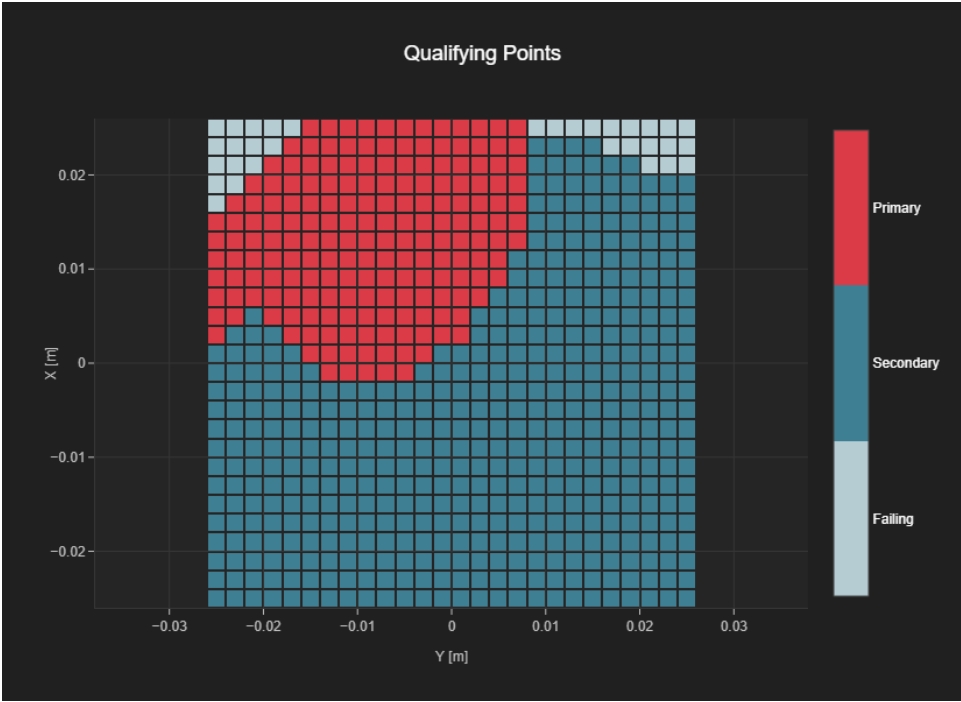 Qualifying Points
0.02
0.01
0
−0.01
−0.02
X [m]
−0.03
−0.02
−0.01
0
0.01
0.02
0.03
Y [m]
Primary
Secondary
Failing